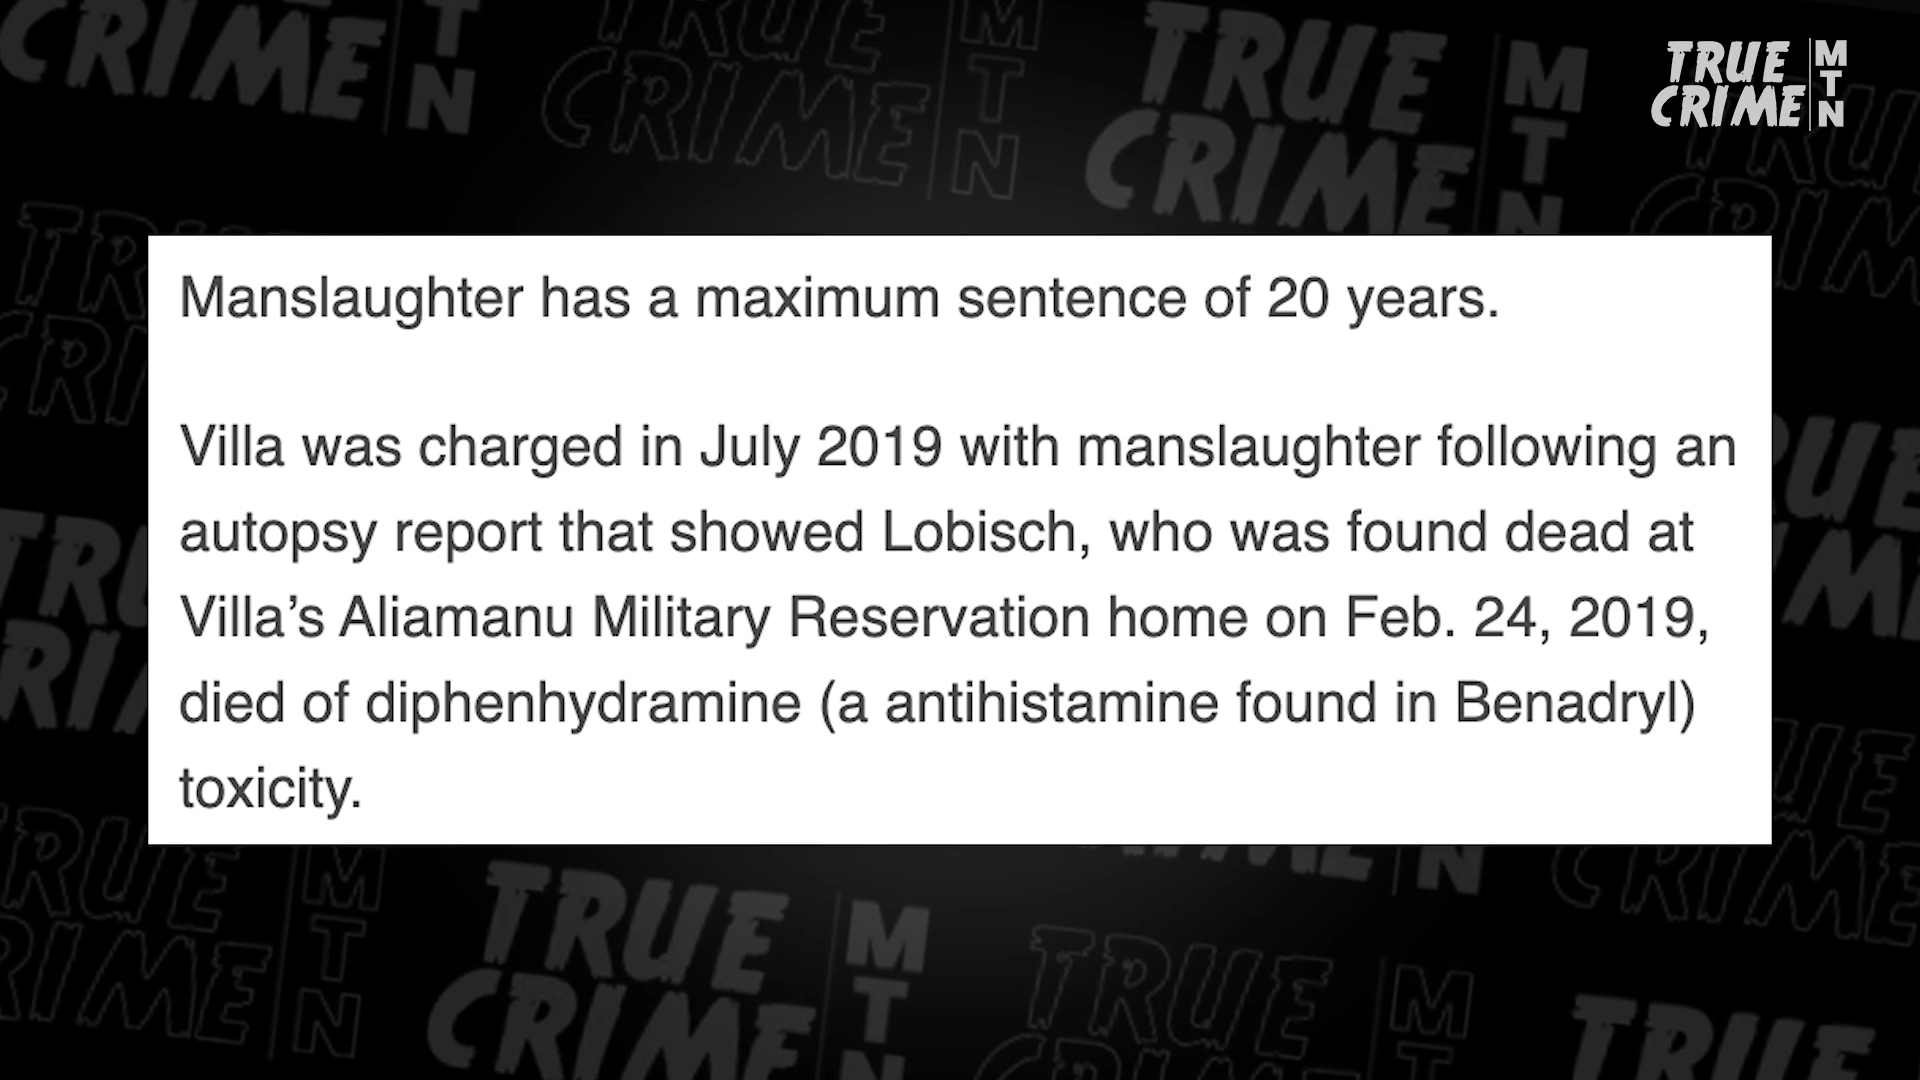 TRUE
CRIME
MTN
Manslaughter has a maximum sentence of 20 years.
Villa was charged in July 2019 with manslaughter following an
autopsy report that showed Lobisch, who was found dead at
Villa’s Aliamanu Military Reservation home on Feb. 24, 2019,
died of diphenhydramine (a antihistamine found in Benadryl)
toxicity.